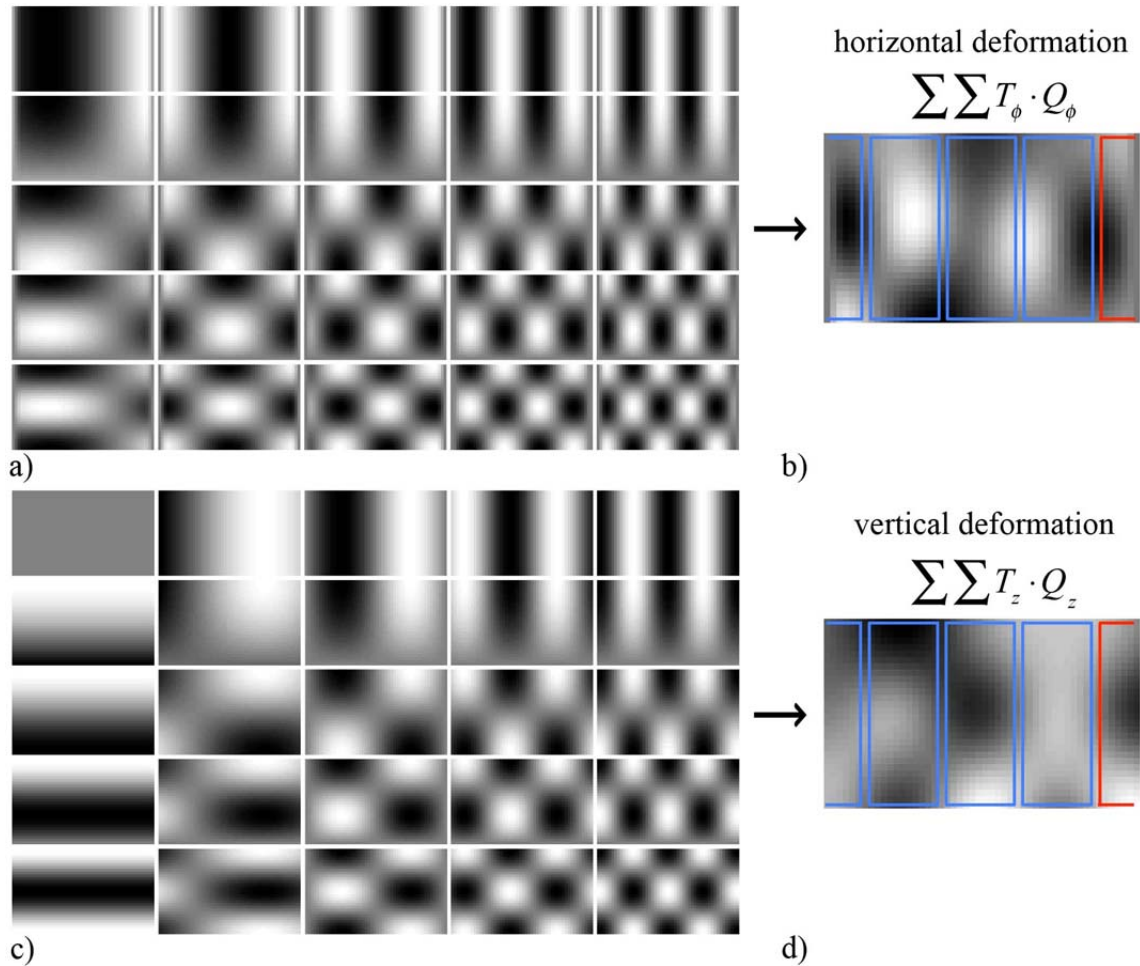 horizontal deformation
∑ ∑ T_ϕ · Q_ϕ
a)
b)
vertical deformation
∑ ∑ T_z · Q_z
c)
d)